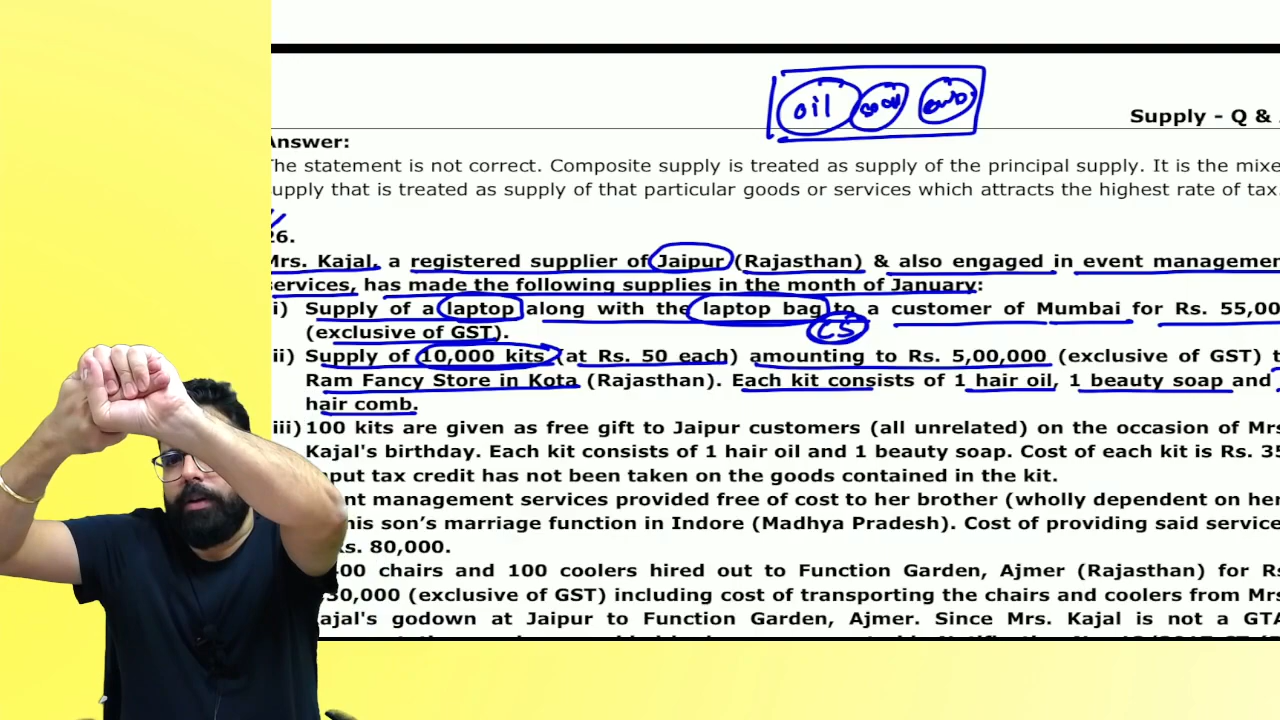 oil
Supply - Q &
Answer:
The statement is not correct. Composite supply is treated as supply of the principal supply. It is the mixe
supply that is treated as supply of that particular goods or services which attracts the highest rate of tax
26.
Mrs. Kajal, a registered supplier of Jaipur (Rajasthan) & also engaged in event managemen
services, has made the following supplies in the month of January:
i) Supply of a laptop along with the laptop bag to a customer of Mumbai for Rs. 55,00
CS
(exclusive of GST).
ii) Supply of 10,000 kits (at Rs. 50 each) amounting to Rs. 5,00,000 (exclusive of GST) t
Ram Fancy Store in Kota (Rajasthan). Each kit consists of 1 hair oil, 1 beauty soap and
hair comb.
iii) 100 kits are given as free gift to Jaipur customers (all unrelated) on the occasion of Mrs
Kajal's birthday. Each kit consists of 1 hair oil and 1 beauty soap. Cost of each kit is Rs. 35
nput tax credit has not been taken on the goods contained in the kit.
nt management services provided free of cost to her brother (wholly dependent on her
his son's marriage function in Indore (Madhya Pradesh). Cost of providing said service
Rs. 80,000.
00 chairs and 100 coolers hired out to Function Garden, Ajmer (Rajasthan) for Rs
30,000 (exclusive of GST) including cost of transporting the chairs and coolers from Mrs
Kajal's godown at Jaipur to Function Garden, Ajmer. Since Mrs. Kajal is not a GTA